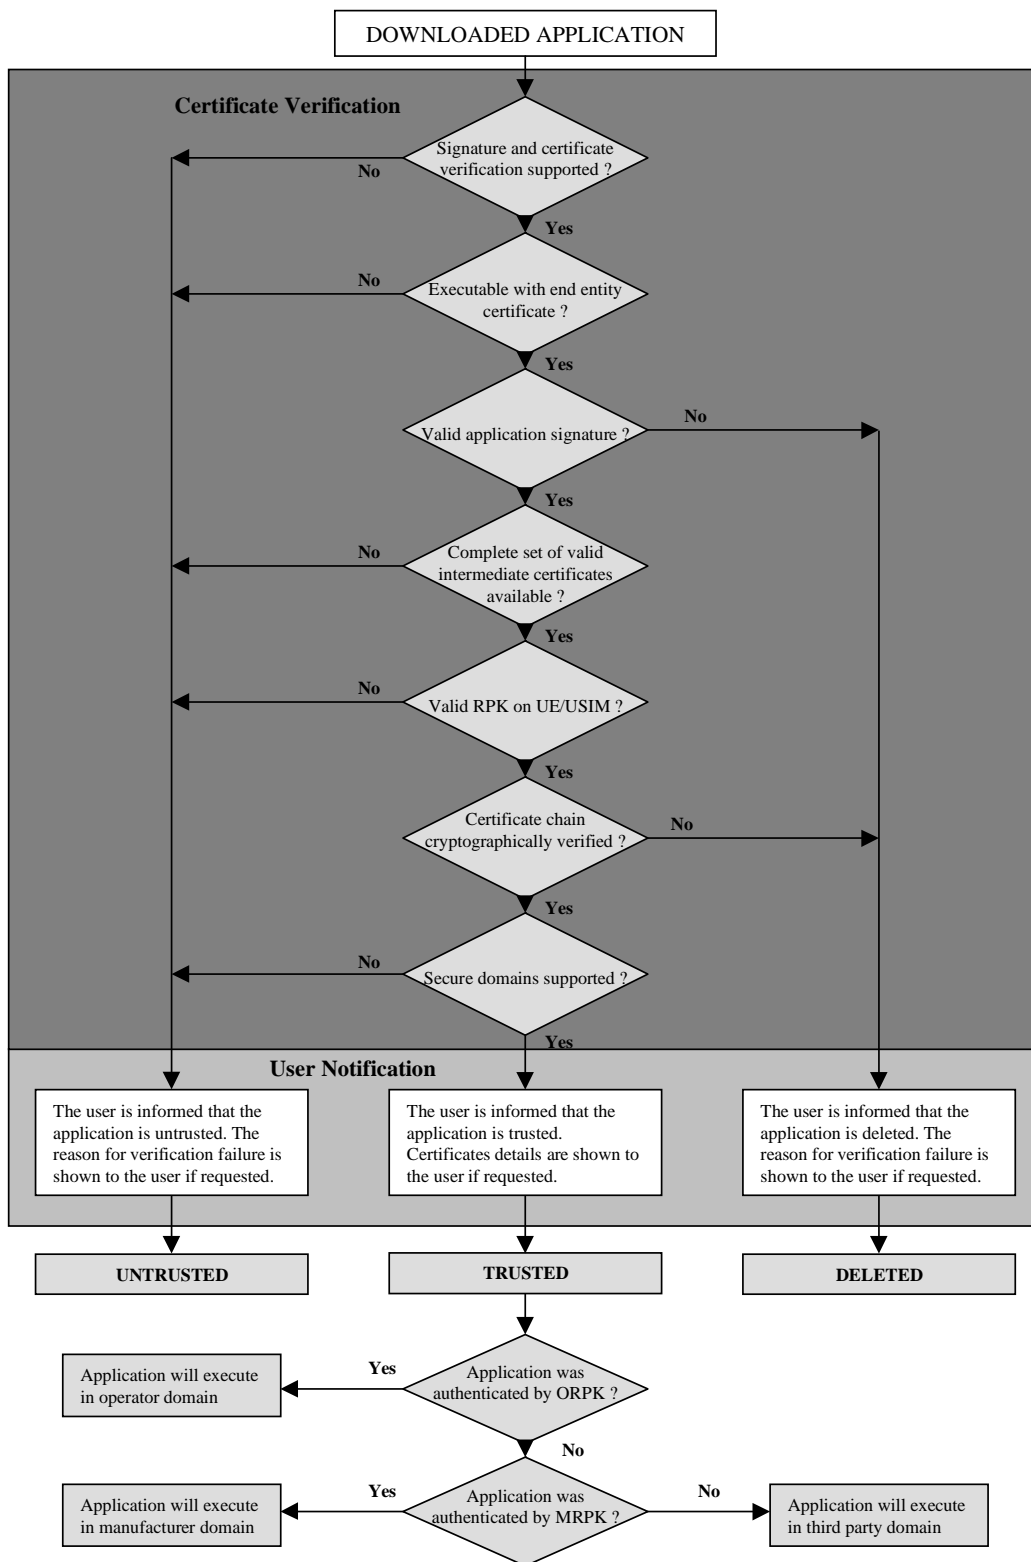 DOWNLOADED APPLICATION
Certificate Verification
Signature and certificate
verification supported ?
No
Yes
Executable with end entity
certificate ?
No
Yes
Valid application signature ?
No
Yes
Complete set of valid
intermediate certificates
available ?
No
Yes
Valid RPK on UE/USIM ?
No
Yes
Certificate chain
cryptographically verified ?
No
Yes
Secure domains supported ?
No
Yes
User Notification
The user is informed that the
application is untrusted. The
reason for verification failure is
shown to the user if requested.
The user is informed that the
application is trusted.
Certificates details are shown to
the user if requested.
The user is informed that the
application is deleted. The
reason for verification failure is
shown to the user if requested.
UNTRUSTED
TRUSTED
DELETED
Application was
authenticated by ORPK ?
Yes
Application will execute
in operator domain
No
Application was
authenticated by MRPK ?
Yes
Application will execute
in manufacturer domain
No
Application will execute
in third party domain